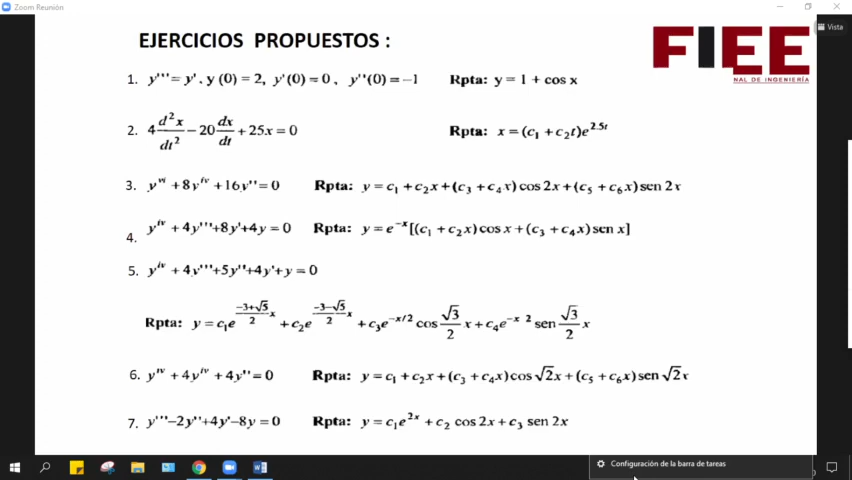 Zoom Reunión
Vista
EJERCICIOS PROPUESTOS :
FIEE
NAL DE INGENIERÍA
1. y''' = y' . y (0) = 2, y'(0) = 0 , y''(0) = −1 Rpta: y = 1 + cos x
2. 4 d²x/dt² − 20 dx/dt + 25x = 0 Rpta: x = (c₁ + c₂t)e^2.5t
3. y^vi + 8y^iv + 16y'' = 0 Rpta: y = c₁ + c₂x + (c₃ + c₄x) cos 2x + (c₅ + c₆x) sen 2x
4. y^iv + 4y''' + 8y' + 4y = 0 Rpta: y = e^−x[(c₁ + c₂x) cos x + (c₃ + c₄x) sen x]
5. y^iv + 4y''' + 5y'' + 4y' + y = 0
Rpta: y = c₁e^((−3+√5)/2 x) + c₂e^((−3−√5)/2 x) + c₃e^(−x/2) cos √3/2 x + c₄e^(−x 2) sen √3/2 x
6. y^iv + 4y^iv + 4y'' = 0 Rpta: y = c₁ + c₂x + (c₃ + c₄x) cos √2x + (c₅ + c₆x) sen √2x
7. y''' − 2y'' + 4y' − 8y = 0 Rpta: y = c₁e^2x + c₂ cos 2x + c₃ sen 2x
Configuración de la barra de tareas